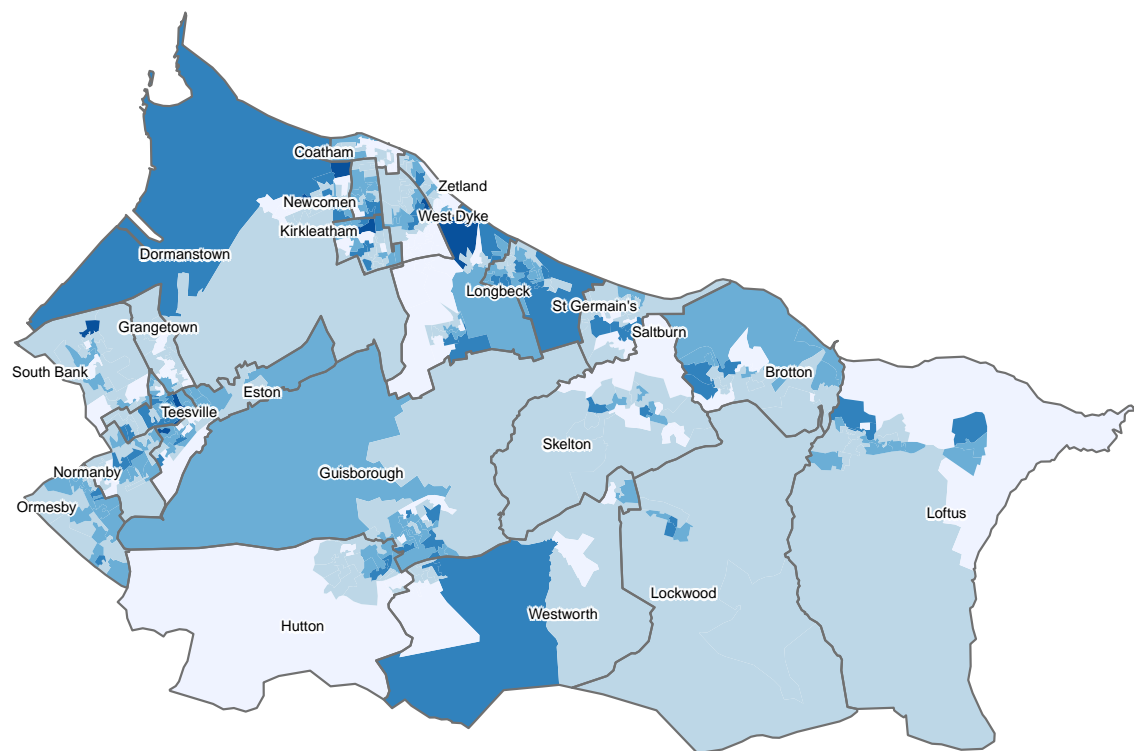 Coatham
Zetland
Newcomen
West Dyke
Kirkleatham
Dormanstown
Longbeck
St Germain's
Grangetown
Saltburn
South Bank
Brotton
Eston
Teesville
Skelton
Normanby
Guisborough
Ormesby
Loftus
Lockwood
Westworth
Hutton